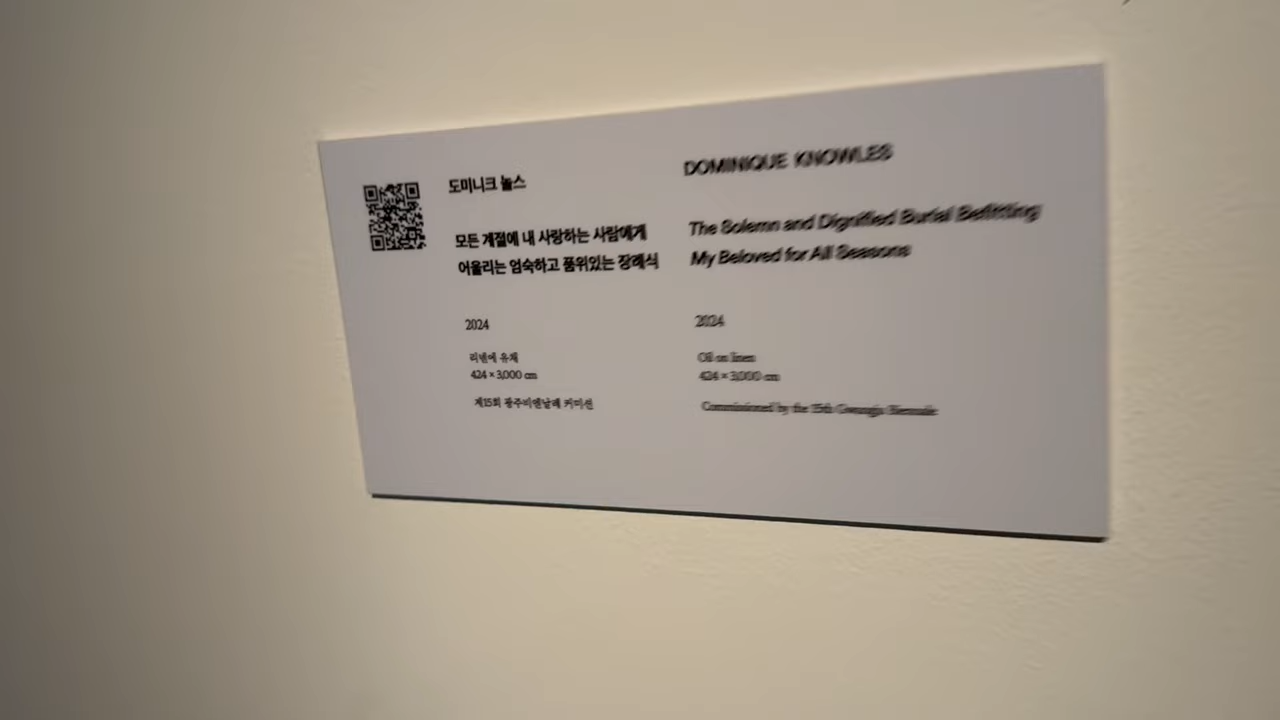 도미니크 놀스
모든 계절에 내 사랑하는 사람에게
어울리는 엄숙하고 품위있는 장례식
2024
리넨에 유채
424 × 3,000 cm
제15회 광주비엔날레 커미션
DOMINIQUE KNOWLES
The Solemn and Dignified Burial Befitting
My Beloved for All Seasons
2024
Oil on linen
424 × 3,000 cm
Commissioned by the 15th Gwangju Biennale